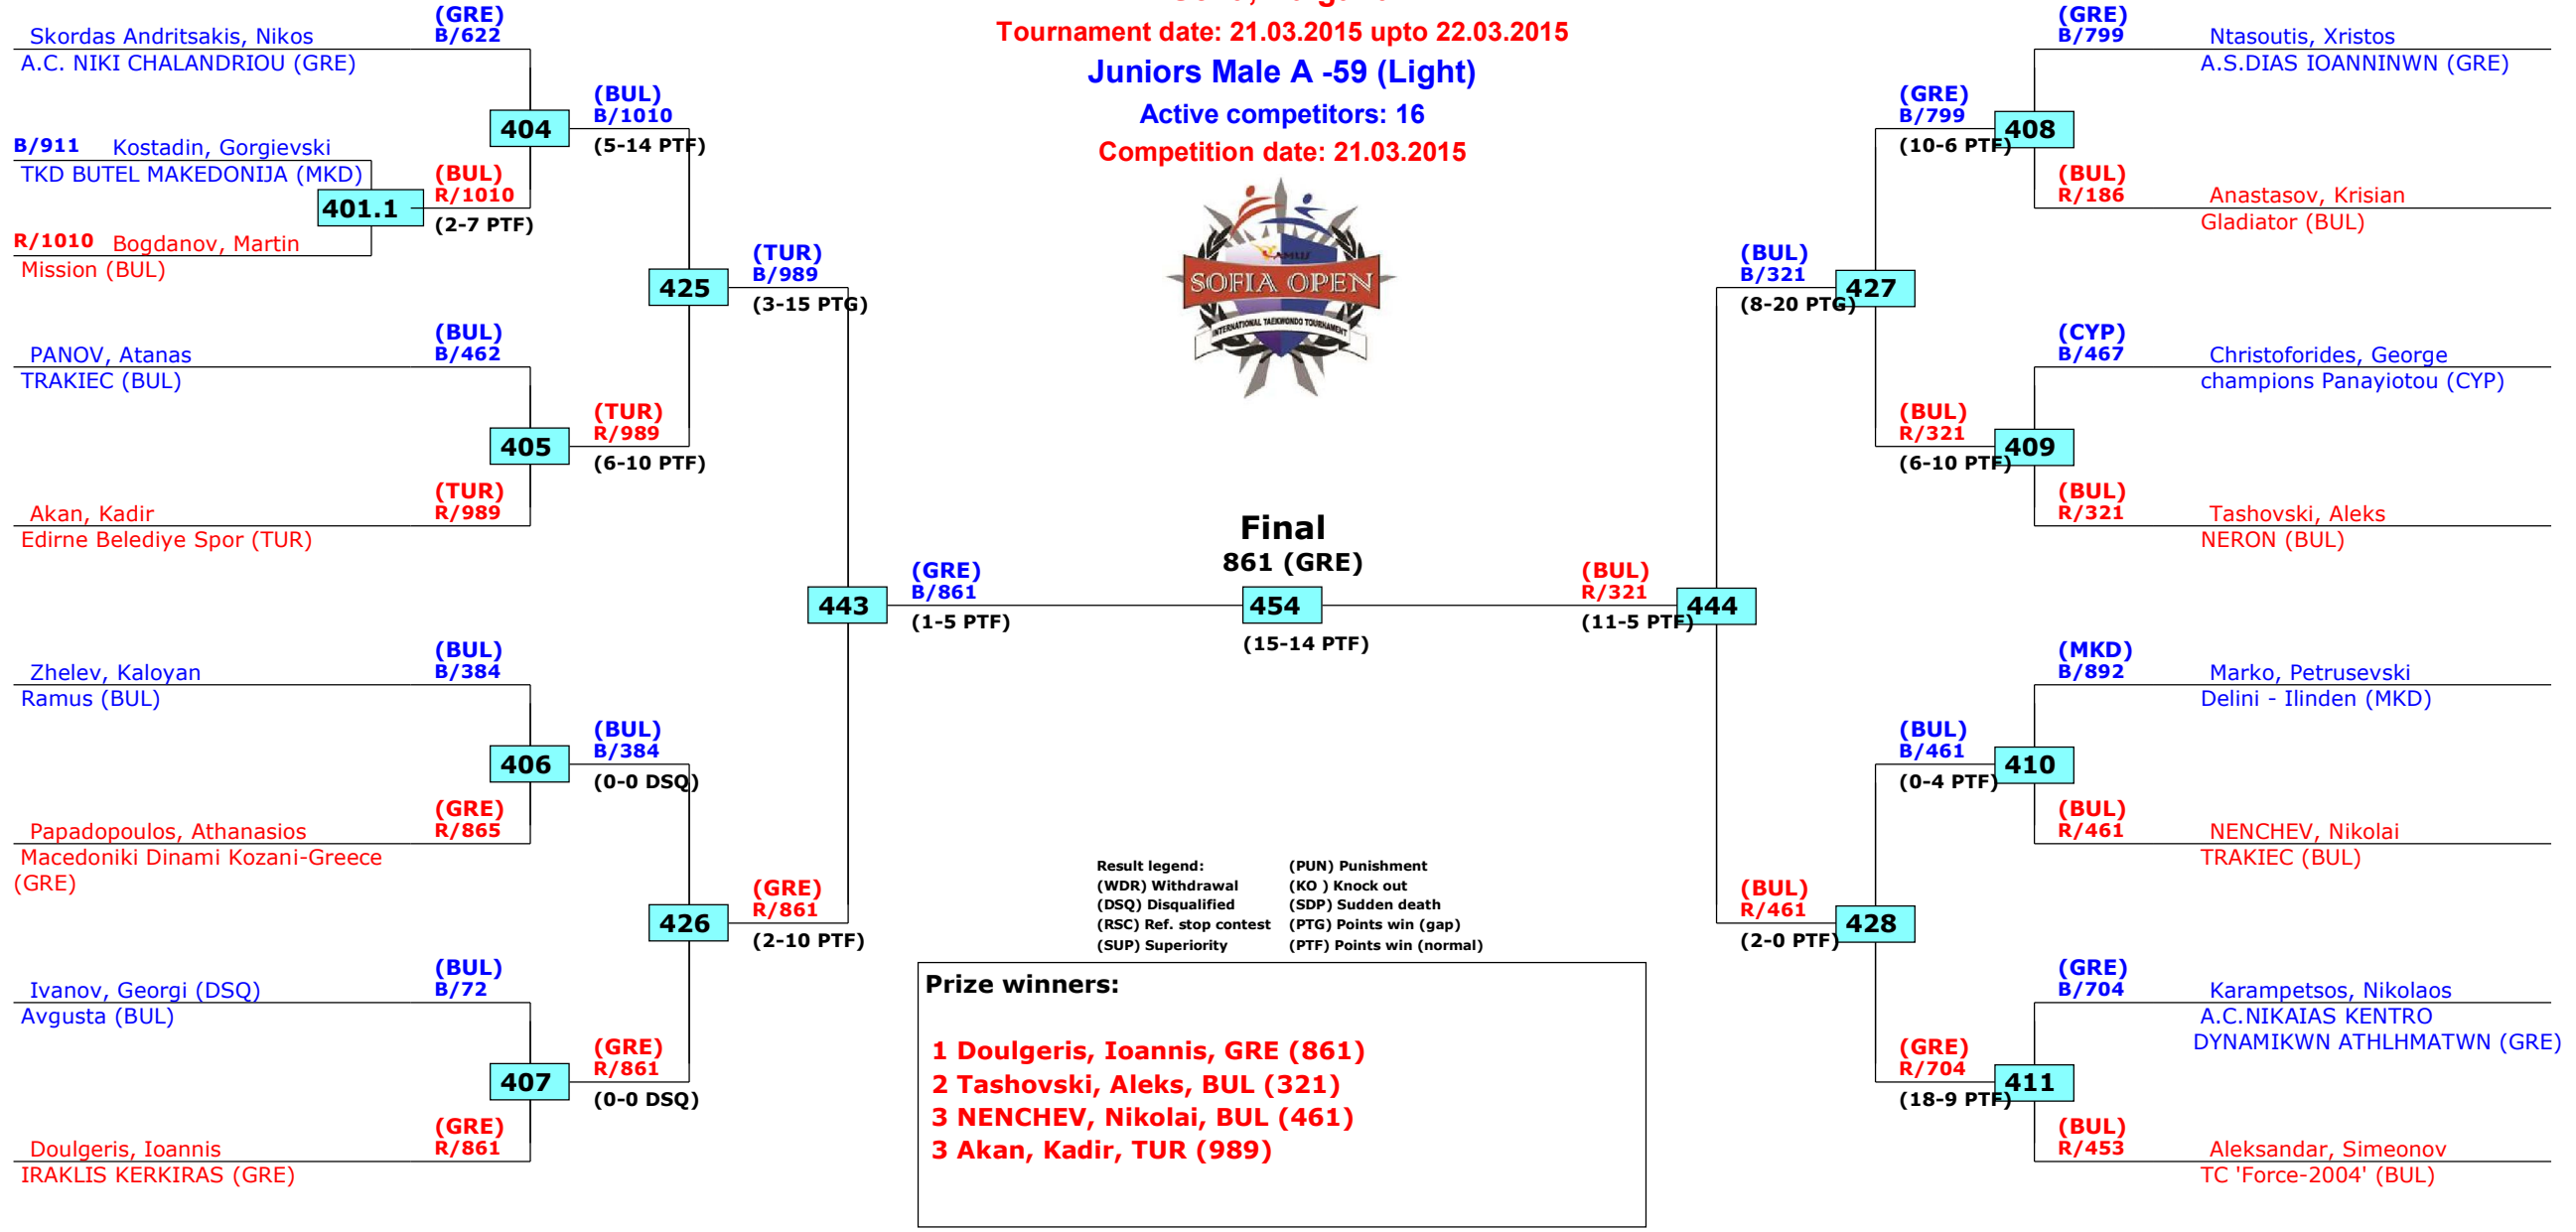 Tournament date: 21.03.2015 upto 22.03.2015
Juniors Male A -59 (Light)
Active competitors: 16
Competition date: 21.03.2015
SOFIA OPEN
INTERNATIONAL TAEKWONDO TOURNAMENT
Skordas Andritsakis, Nikos
A.C. NIKI CHALANDRIOU (GRE)
(GRE)
B/622
B/911 Kostadin, Gorgievski
TKD BUTEL MAKEDONIJA (MKD)
R/1010 Bogdanov, Martin
Mission (BUL)
401.1
(BUL)
R/1010
(2-7 PTF)
404
(BUL)
B/1010
(5-14 PTF)
PANOV, Atanas
TRAKIEC (BUL)
(BUL)
B/462
Akan, Kadir
Edirne Belediye Spor (TUR)
(TUR)
R/989
405
(TUR)
R/989
(6-10 PTF)
425
(TUR)
B/989
(3-15 PTG)
Zhelev, Kaloyan
Ramus (BUL)
(BUL)
B/384
Papadopoulos, Athanasios
Macedoniki Dinami Kozani-Greece
(GRE)
(GRE)
R/865
406
(BUL)
B/384
(0-0 DSQ)
Ivanov, Georgi (DSQ)
Avgusta (BUL)
(BUL)
B/72
Doulgeris, Ioannis
IRAKLIS KERKIRAS (GRE)
(GRE)
R/861
407
(GRE)
R/861
(0-0 DSQ)
426
(GRE)
R/861
(2-10 PTF)
443
(GRE)
B/861
(1-5 PTF)
Final
861 (GRE)
454
(15-14 PTF)
(BUL)
R/321
(11-5 PTF)
444
(BUL)
B/321
(8-20 PTG)
427
(GRE)
B/799
(10-6 PTF)
408
(GRE)
B/799
Ntasoutis, Xristos
A.S.DIAS IOANNINWN (GRE)
(BUL)
R/186
Anastasov, Krisian
Gladiator (BUL)
(BUL)
R/321
(6-10 PTF)
409
(CYP)
B/467
Christoforides, George
champions Panayiotou (CYP)
(BUL)
R/321
Tashovski, Aleks
NERON (BUL)
(BUL)
R/461
(2-0 PTF)
428
(BUL)
B/461
(0-4 PTF)
410
(MKD)
B/892
Marko, Petrusevski
Delini - Ilinden (MKD)
(BUL)
R/461
NENCHEV, Nikolai
TRAKIEC (BUL)
(GRE)
R/704
(18-9 PTF)
411
(GRE)
B/704
Karampetsos, Nikolaos
A.C.NIKAIAS KENTRO
DYNAMIKWN ATHLHMATWN (GRE)
(BUL)
R/453
Aleksandar, Simeonov
TC 'Force-2004' (BUL)
Result legend: (PUN) Punishment
(WDR) Withdrawal (KO ) Knock out
(DSQ) Disqualified (SDP) Sudden death
(RSC) Ref. stop contest (PTG) Points win (gap)
(SUP) Superiority (PTF) Points win (normal)
Prize winners:
1 Doulgeris, Ioannis, GRE (861)
2 Tashovski, Aleks, BUL (321)
3 NENCHEV, Nikolai, BUL (461)
3 Akan, Kadir, TUR (989)